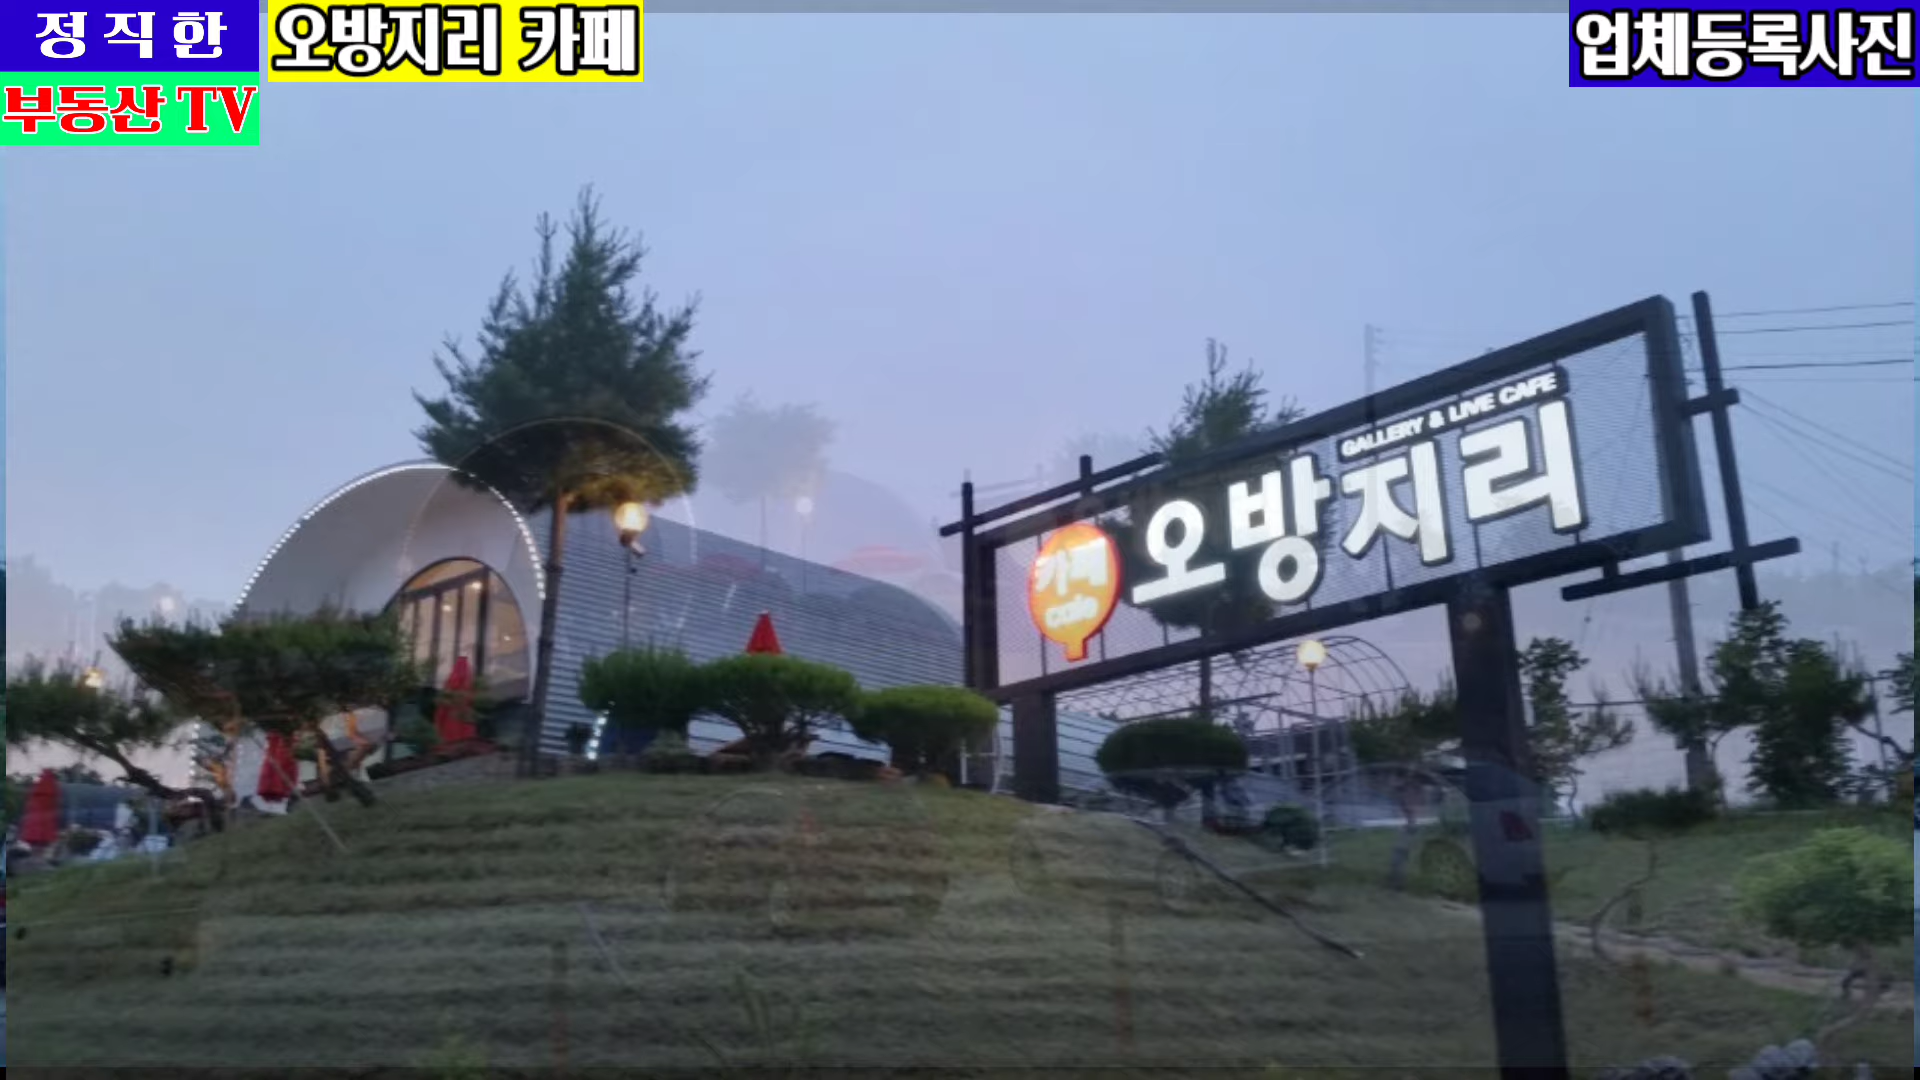 정직한
부동산 TV
오방지리 카페
업체등록사진
GALLERY & LIVE CAFE
카페
cafe
오방지리